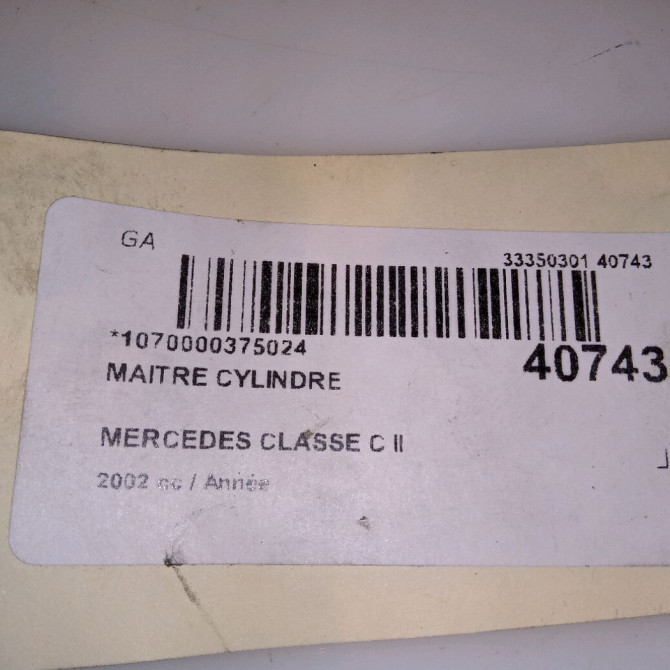 GA
33350301 40743
*1070000375024
40743
MAITRE CYLINDRE
MERCEDES CLASSE C II
2002 cc / Année